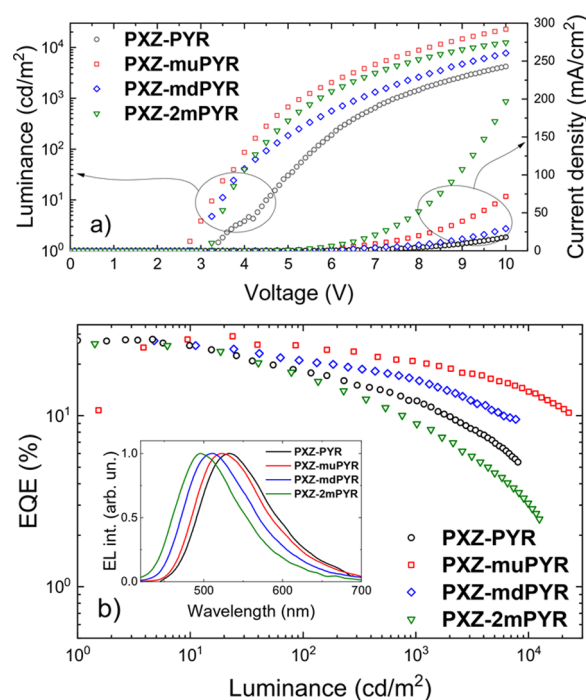 Luminance (cd/m²)
10⁴
10³
10²
10¹
10⁰
PXZ-PYR
PXZ-muPYR
PXZ-mdPYR
PXZ-2mPYR
a)
300
250
200
150
100
50
0
Current density (mA/cm²)
0 1 2 3 4 5 6 7 8 9 10
Voltage (V)
EQE (%)
10¹
10⁰
EL int. (arb. un.)
1.0
0.5
0.0
PXZ-PYR
PXZ-muPYR
PXZ-mdPYR
PXZ-2mPYR
500 600 700
Wavelength (nm)
b)
PXZ-PYR
PXZ-muPYR
PXZ-mdPYR
PXZ-2mPYR
10⁰ 10¹ 10² 10³ 10⁴
Luminance (cd/m²)